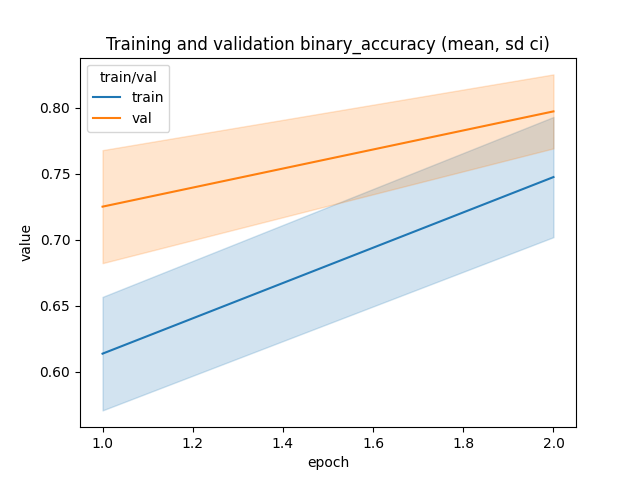 Training and validation binary_accuracy (mean, sd ci)
train/val
train
val
0.80
0.75
0.70
0.65
0.60
value
1.0
1.2
1.4
1.6
1.8
2.0
epoch